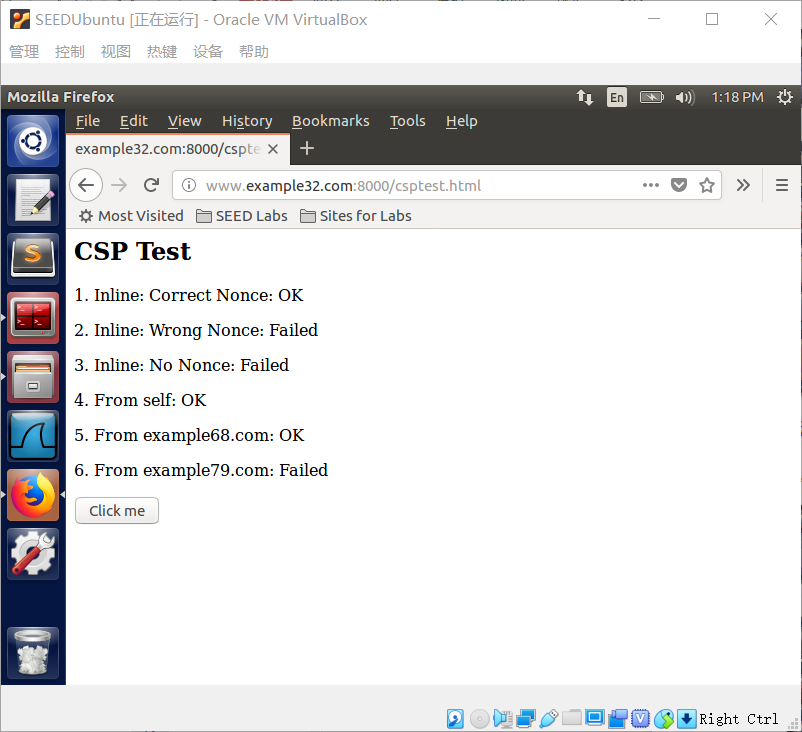 SEEDUbuntu [正在运行] - Oracle VM VirtualBox
管理 控制 视图 热键 设备 帮助
Mozilla Firefox En 1:18 PM
File Edit View History Bookmarks Tools Help
example32.com:8000/cspte
www.example32.com:8000/csptest.html
Most Visited SEED Labs Sites for Labs
CSP Test
1. Inline: Correct Nonce: OK
2. Inline: Wrong Nonce: Failed
3. Inline: No Nonce: Failed
4. From self: OK
5. From example68.com: OK
6. From example79.com: Failed
Click me
Right Ctrl